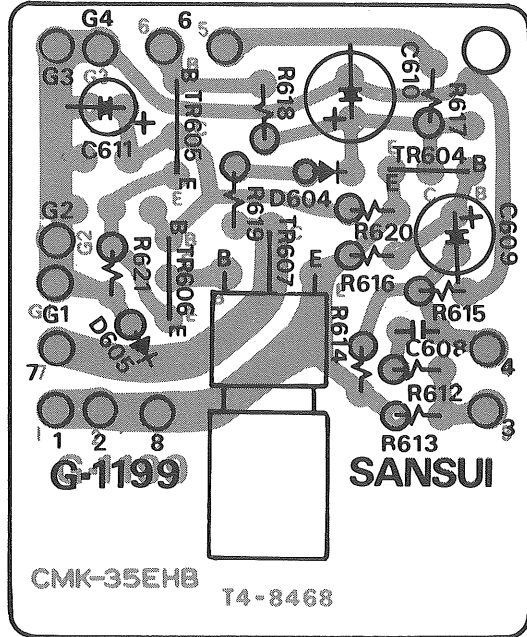 G4
6
6
5
G3
G2
B
TR605
R618
C610
R617
C611
E
E
TR604
B
E
E
C
B
D604
G2
G2
R619
B
TR606
TR607
R620
C609
R621
R616
B
E
G1
R615
D605
E
R614
C608
7
4
R612
1
2
8
R613
3
G-1199
SANSUI
CMK-35EHB
T4-8468